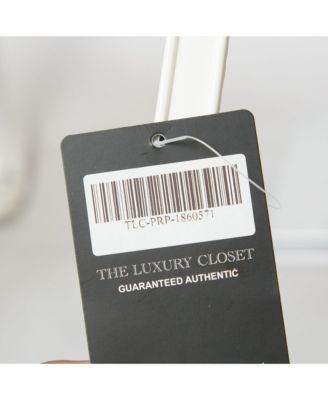 TLC-PRP-1860571
THE LUXURY CLOSET
GUARANTEED AUTHENTIC